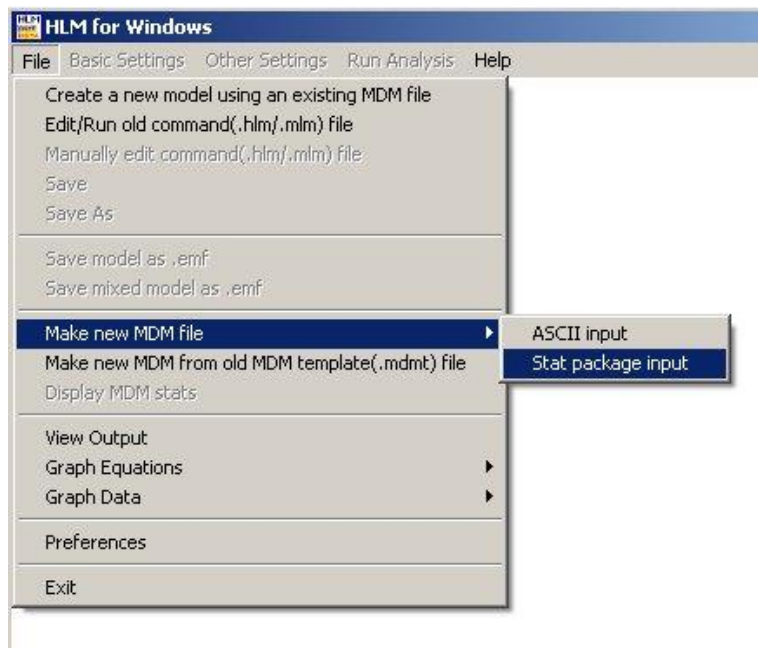 HLM for Windows
File Basic Settings Other Settings Run Analysis Help
Create a new model using an existing MDM file
Edit/Run old command(.hlm/.mlm) file
Manually edit command(.hlm/.mlm) file
Save
Save As
Save model as .emf
Save mixed model as .emf
Make new MDM file
ASCII input
Make new MDM from old MDM template(.mdmt) file
Stat package input
Display MDM stats
View Output
Graph Equations
Graph Data
Preferences
Exit